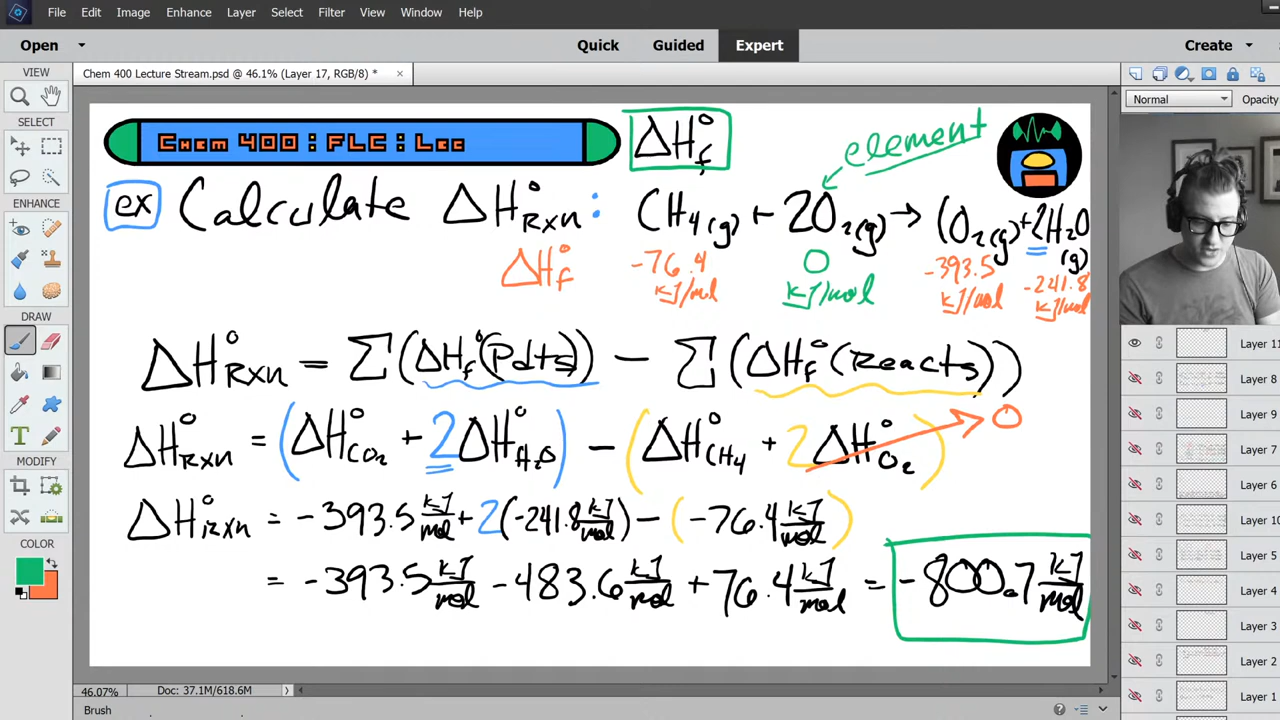 File Edit Image Enhance Layer Select Filter View Window Help
Open Quick Guided Expert Create
Chem 400 Lecture Stream.psd @ 46.1% (Layer 17, RGB/8) * ×
VIEW
SELECT
ENHANCE
DRAW
MODIFY
COLOR
Normal Opacity
Chem 400 : FLC : Lec
ΔH°f
element
ex Calculate ΔH°Rxn : CH4(g) + 2O2(g) → CO2(g) + 2H2O(g)
ΔH°f -76.4 kJ/mol 0 kJ/mol -393.5 kJ/mol -241.8 kJ/mol
ΔH°Rxn = Σ(ΔH°f(Pdts)) − Σ(ΔH°f(Reacts))
ΔH°Rxn = (ΔH°CO2 + 2ΔH°H2O) − (ΔH°CH4 + 2ΔH°O2) 0
ΔH°Rxn = -393.5 kJ/mol + 2(-241.8 kJ/mol) − (-76.4 kJ/mol)
= -393.5 kJ/mol - 483.6 kJ/mol + 76.4 kJ/mol = -800.7 kJ/mol
Layer 11
Layer 8
Layer 9
Layer 7
Layer 6
Layer 10
Layer 5
Layer 4
Layer 3
Layer 2
Layer 1
46.07% Doc: 37.1M/618.6M
Brush